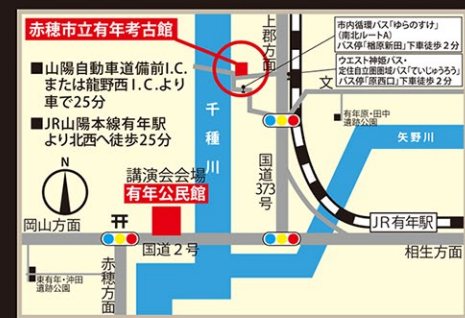 赤穂市立有年考古館
■山陽自動車道備前I.C.
または龍野西I.C.より
車で25分
■JR山陽本線有年駅
より北西へ徒歩25分
上郡方面
市内循環バス「ゆらのすけ」
(南北ルートA)
バス停「楢原新田」下車徒歩2分
ウエスト神姫バス・
定住自立圏圏域バス「ていじゅうろう」
バス停「原西口」下車徒歩2分
文
千種川
有年原・田中
遺跡公園
矢野川
国道373号
N
講演会会場
有年公民館
JR有年駅
岡山方面
国道2号
相生方面
赤穂方面
東有年・沖田
遺跡公園